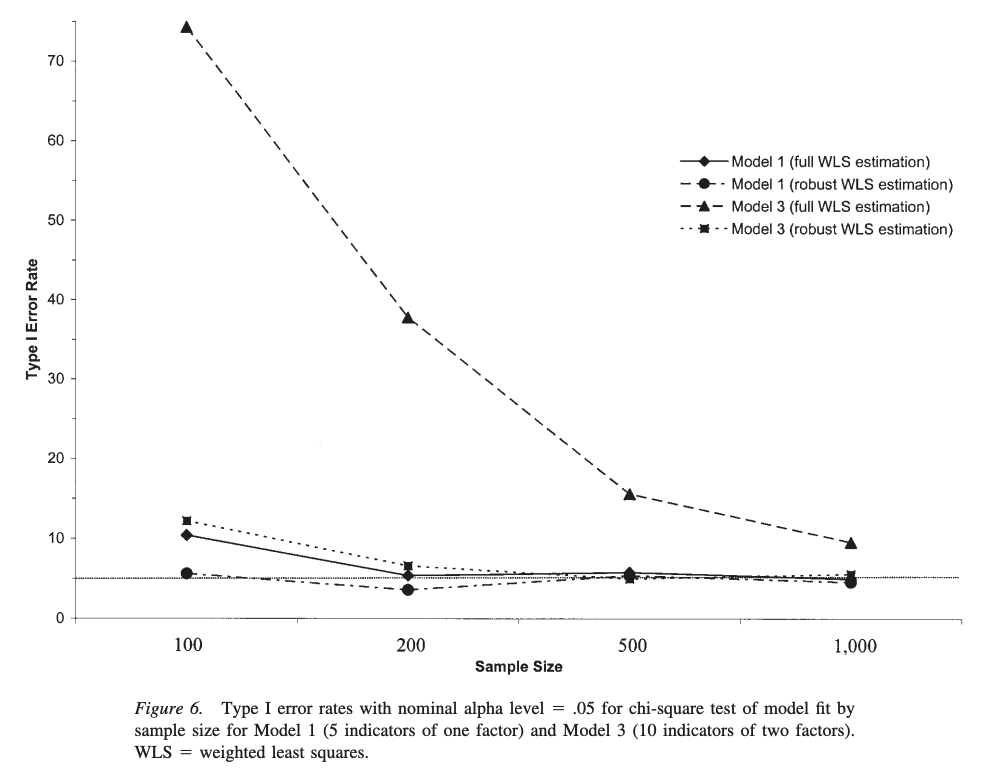 70
60
50
40
30
20
10
0
Type I Error Rate
Model 1 (full WLS estimation)
Model 1 (robust WLS estimation)
Model 3 (full WLS estimation)
Model 3 (robust WLS estimation)
100 200 500 1,000
Sample Size
Figure 6. Type I error rates with nominal alpha level = .05 for chi-square test of model fit by
sample size for Model 1 (5 indicators of one factor) and Model 3 (10 indicators of two factors).
WLS = weighted least squares.